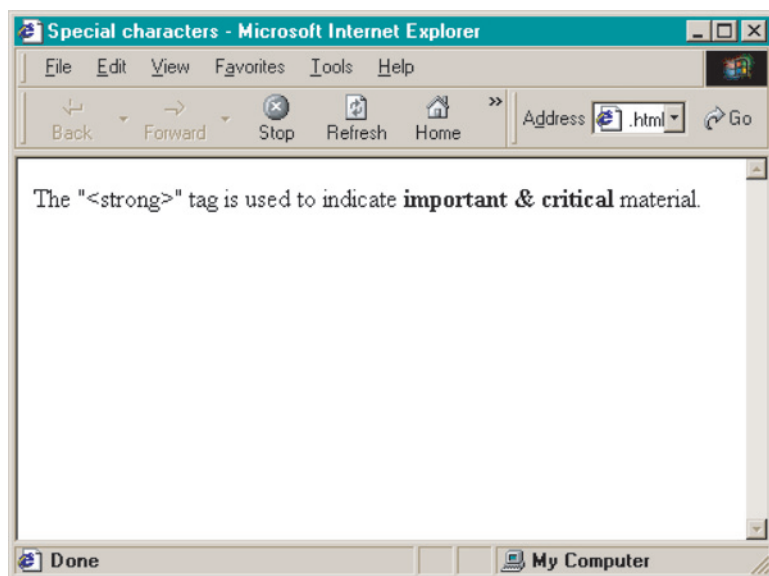 Special characters - Microsoft Internet Explorer
File Edit View Favorites Tools Help
Back Forward Stop Refresh Home » Address .html Go
The "<strong>" tag is used to indicate important & critical material.
Done My Computer